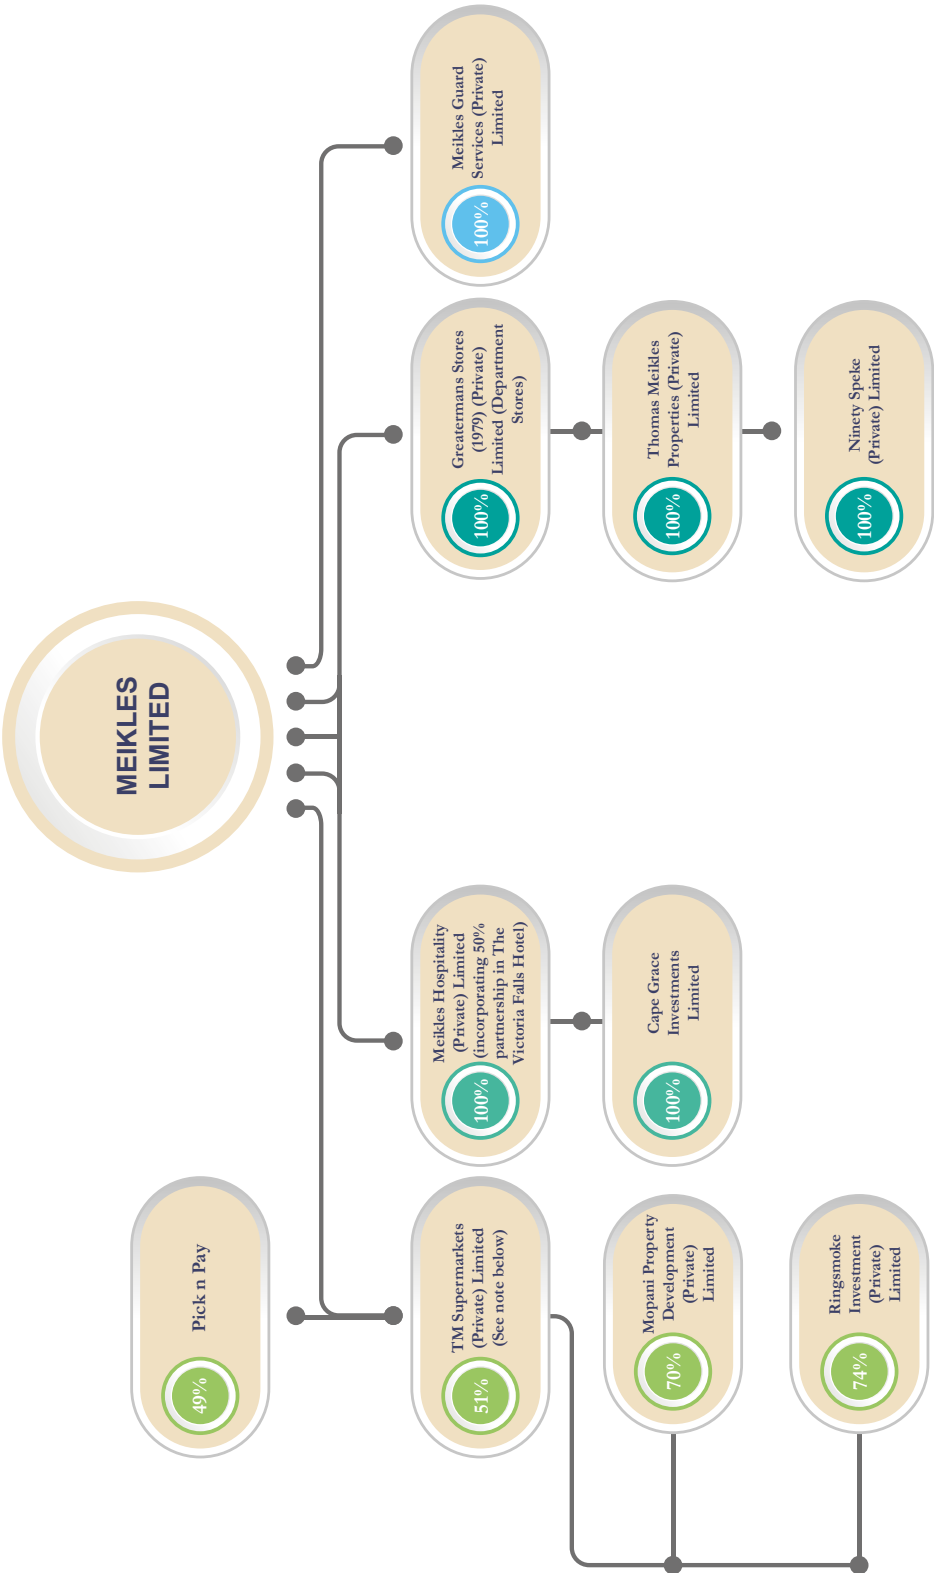 MEIKLES
LIMITED
Pick n Pay
49%
TM Supermarkets
(Private) Limited
(See note below)
51%
Meikles Hospitality
(Private) Limited
(incorporating 50%
partnership in The
Victoria Falls Hotel)
100%
Greatermans Stores
(1979) (Private)
Limited (Department
Stores)
100%
Meikles Guard
Services (Private)
Limited
100%
Mopani Property
Development
(Private)
Limited
70%
Cape Grace
Investments
Limited
100%
Thomas Meikles
Properties (Private)
Limited
100%
Ringsmoke
Investment
(Private)
Limited
74%
Ninety Speke
(Private) Limited
100%